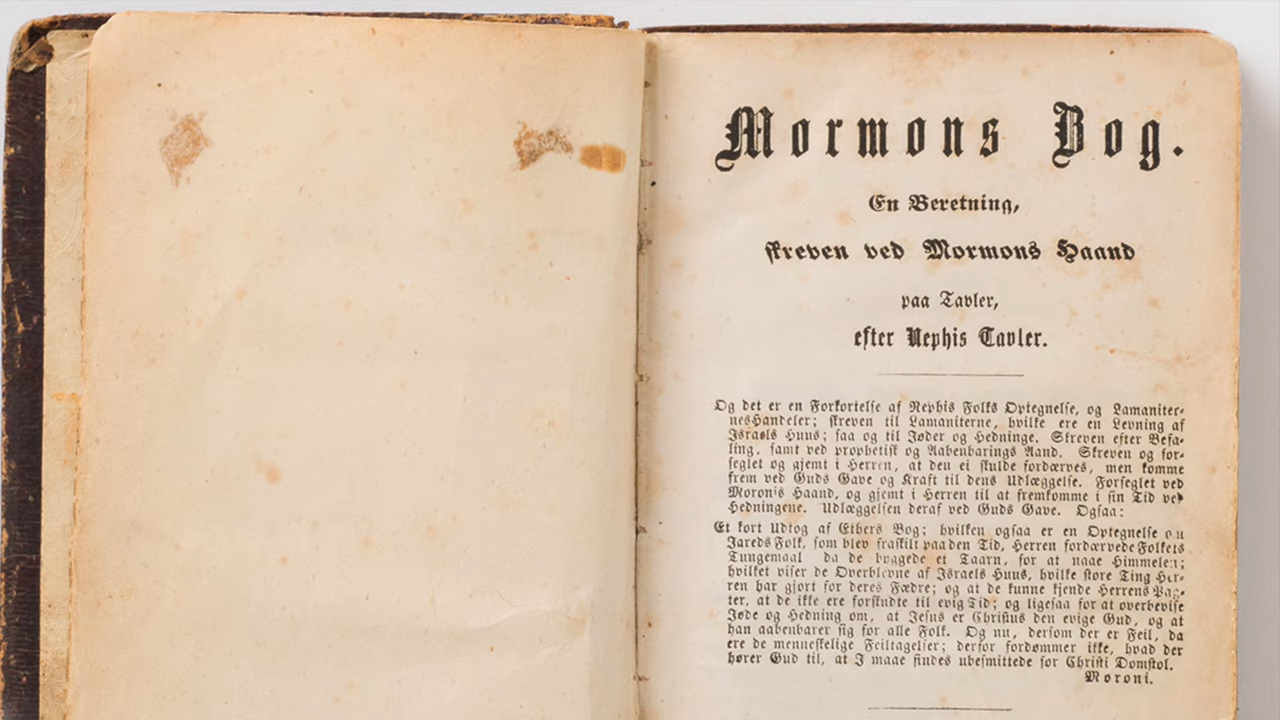 Mormons Bog.
En Beretning,
skreven ved Mormons Haand
paa Tavler,
efter Nephis Tavler.
Og det er en Forkortelse af Nephis Folks Optegnelse, og Lamaniter-
nesHandeler; skreven til Lamaniterne, hvilke ere en Levning af
Israels Huus; saa og til Jøder og Hedninge. Skreven efter Befa-
ling, samt ved prophetisk og Aabenbarings Aand. Skreven og for-
seglet og gjemt i Herren, at den ei skulde fordærves, men komme
frem ved Guds Gave og Kraft til dens Udlæggelse. Forseglet ved
Moroni's Haand, og gjemt i Herren til at fremkomme i sin Tid ved
Hedningene. Udlæggelsen deraf ved Guds Gave. Ogsaa:
Et kort Udtog af Ethers Bog; hvilken ogsaa er en Optegnelse om
Jareds Folk, som blev fraskilt paa den Tid, Herren fordærvede Folkets
Tungemaal da de byggede et Taarn, for at naae Himmelen;
hvilket viser de Overblevne af Israels Huus, hvilke store Ting Her-
ren har gjort for deres Fædre; og at de kunne kjende Herrens Pag-
ter, at de ikke ere forskudte til evig Tid; og ligesaa for at overbevise
Jøde og Hedning om, at Jesus er Christus den evige Gud, og at
han aabenbarer sig for alle Folk. Og nu, dersom der er Feil, da
ere de menneskelige Feiltagelser; derfor fordømmer ikke, hvad der
hører Gud til, at I maae findes ubesmittede for Christi Domstol.
Moroni.